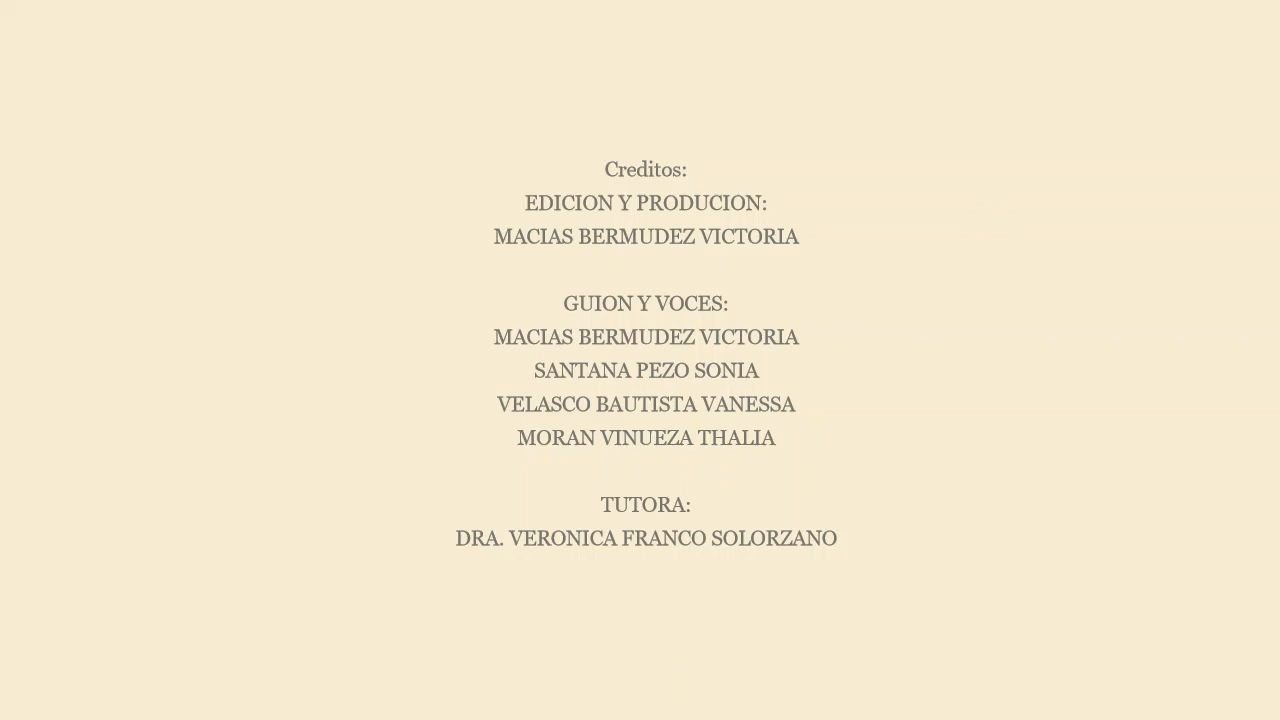 Creditos:
EDICION Y PRODUCION:
MACIAS BERMUDEZ VICTORIA
GUION Y VOCES:
MACIAS BERMUDEZ VICTORIA
SANTANA PEZO SONIA
VELASCO BAUTISTA VANESSA
MORAN VINUEZA THALIA
TUTORA:
DRA. VERONICA FRANCO SOLORZANO